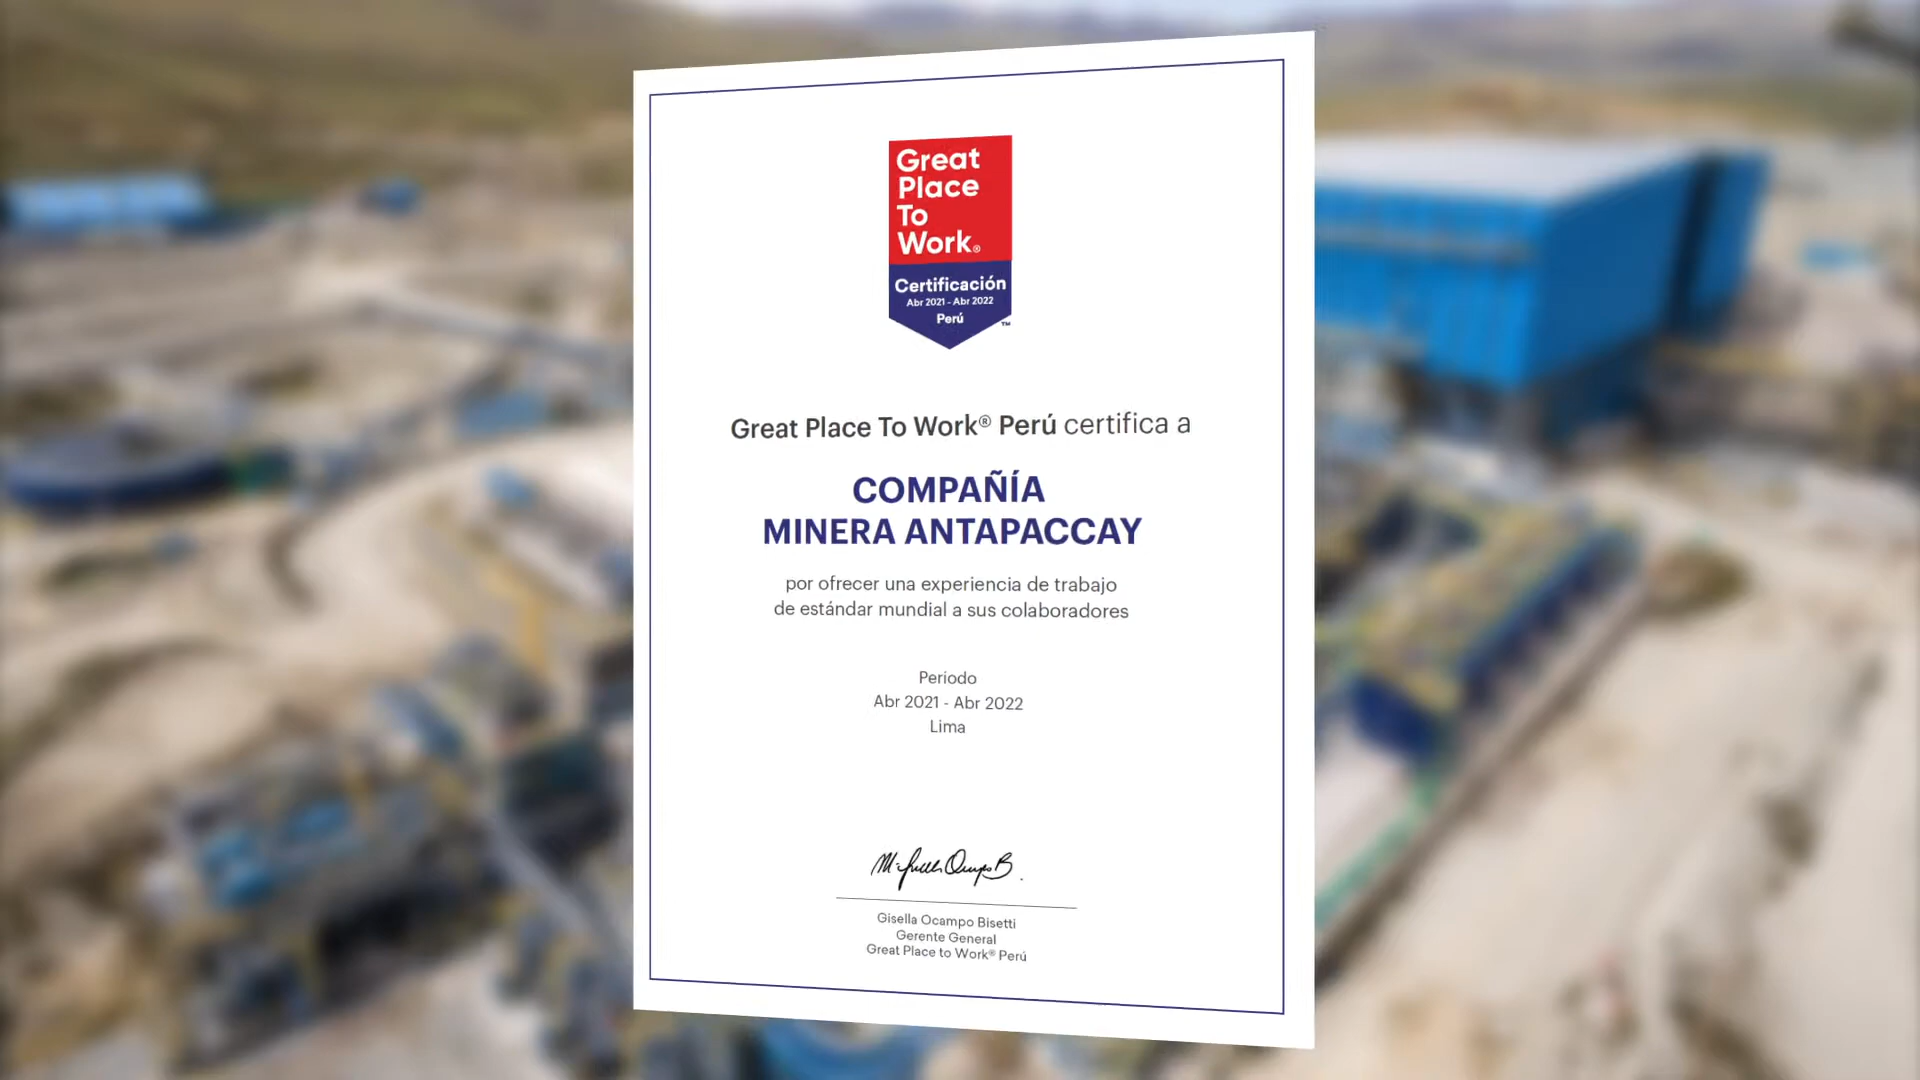 Great
Place
To
Work®
Certificación
Abr 2021 - Abr 2022
Perú
™
Great Place To Work® Perú certifica a
COMPAÑÍA
MINERA ANTAPACCAY
por ofrecer una experiencia de trabajo
de estándar mundial a sus colaboradores
Periodo
Abr 2021 - Abr 2022
Lima
Gisella Ocampo Bisetti
Gerente General
Great Place to Work® Perú